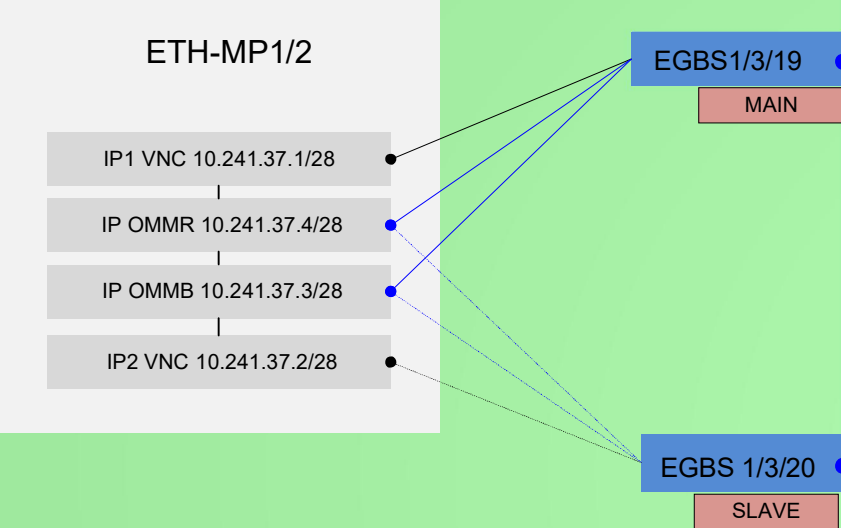 ETH-MP1/2
EGBS1/3/19
MAIN
IP1 VNC 10.241.37.1/28
IP OMMR 10.241.37.4/28
IP OMMB 10.241.37.3/28
IP2 VNC 10.241.37.2/28
EGBS 1/3/20
SLAVE